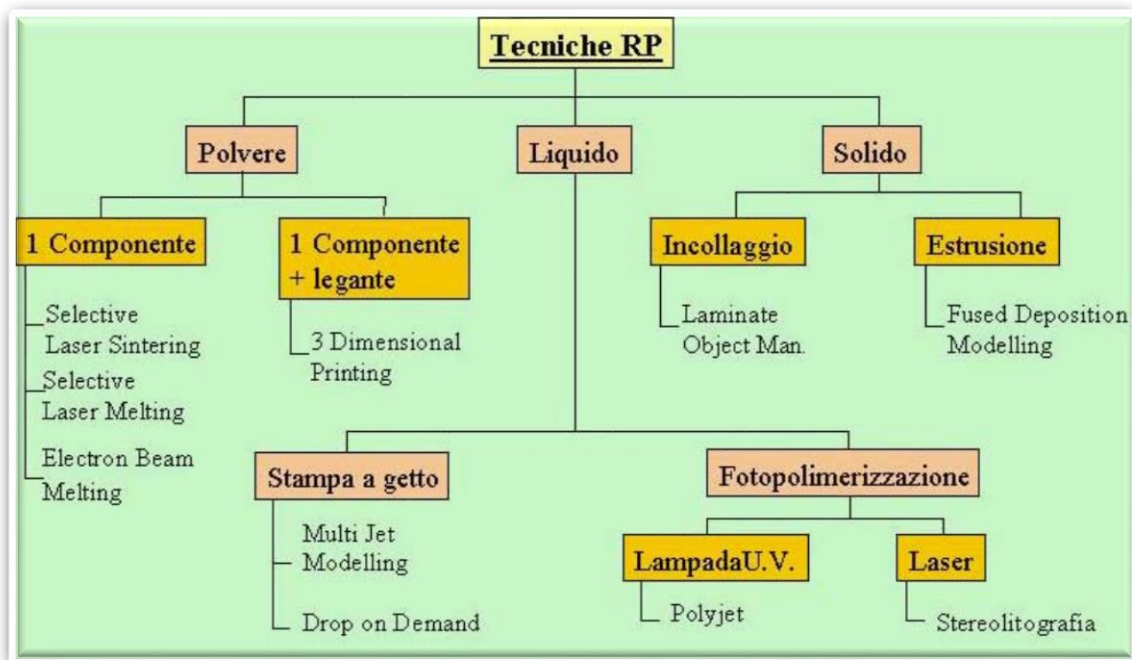 Tecniche RP
Polvere
Liquido
Solido
1 Componente
1 Componente
+ legante
Incollaggio
Estrusione
Selective
Laser Sintering
Selective
Laser Melting
Electron Beam
Melting
3 Dimensional
Printing
Laminate
Object Man.
Fused Deposition
Modelling
Stampa a getto
Fotopolimerizzazione
Multi Jet
Modelling
Drop on Demand
LampadaU.V.
Laser
Polyjet
Stereolitografia